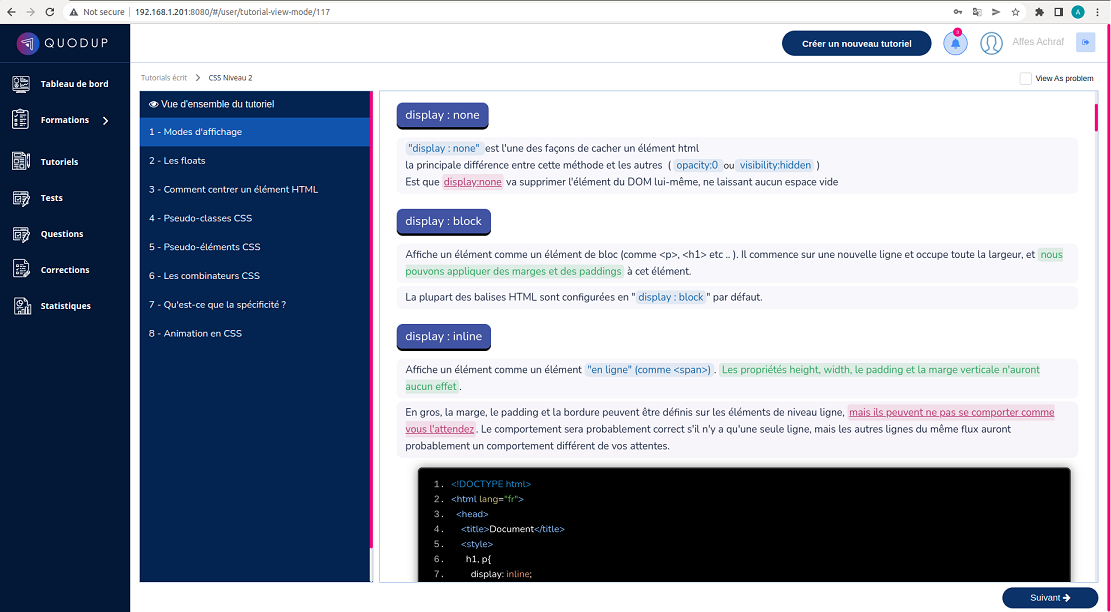 Not secure
192.168.1.201:8080/#/user/tutorial-view-mode/117
A
QUODUP
Créer un nouveau tutoriel
3
Affes Achraf
Tableau de bord
Formations
Tutoriels
Tests
Questions
Corrections
Statistiques
Tutorials écrit
CSS Niveau 2
View As problem
Vue d'ensemble du tutoriel
1 - Modes d'affichage
2 - Les floats
3 - Comment centrer un élément HTML
4 - Pseudo-classes CSS
5 - Pseudo-éléments CSS
6 - Les combinateurs CSS
7 - Qu'est-ce que la spécificité ?
8 - Animation en CSS
display : none
"display : none" est l'une des façons de cacher un élément html
la principale différence entre cette méthode et les autres ( opacity:0 ou visibility:hidden )
Est que display:none va supprimer l'élément du DOM lui-même, ne laissant aucun espace vide
display : block
Affiche un élément comme un élément de bloc (comme <p>, <h1> etc .. ). Il commence sur une nouvelle ligne et occupe toute la largeur, et nous
pouvons appliquer des marges et des paddings à cet élément.
La plupart des balises HTML sont configurées en " display : block " par défaut.
display : inline
Affiche un élément comme un élément "en ligne" (comme <span>) . Les propriétés height, width, le padding et la marge verticale n'auront
aucun effet .
En gros, la marge, le padding et la bordure peuvent être définis sur les éléments de niveau ligne, mais ils peuvent ne pas se comporter comme
vous l'attendez . Le comportement sera probablement correct s'il n'y a qu'une seule ligne, mais les autres lignes du même flux auront
probablement un comportement différent de vos attentes.
1. <!DOCTYPE html>
2. <html lang="fr">
3. <head>
4. <title>Document</title>
5. <style>
6. h1, p{
7. display: inline;
Suivant